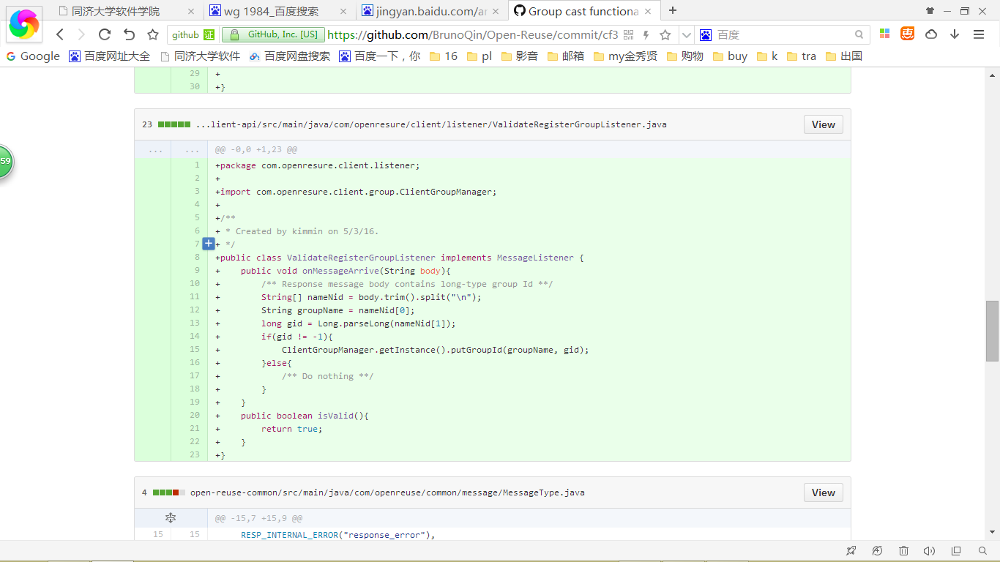 同济大学软件学院
wg 1984_百度搜索
jingyan.baidu.com/ar
Group cast functiona
github 证 GitHub, Inc. [US] https://github.com/BrunoQin/Open-Reuse/commit/cf3 百度 惠
Google 百度网址大全 同济大学软件 百度网盘搜索 百度一下，你 16 pl 影音 邮箱 my金秀贤 购物 buy k tra 出国
29 +
30 +}
59
23 ...lient-api/src/main/java/com/openresure/client/listener/ValidateRegisterGroupListener.java View
... ... @@ -0,0 +1,23 @@
1 +package com.openresure.client.listener;
2 +
3 +import com.openresure.client.group.ClientGroupManager;
4 +
5 +/**
6 + * Created by kimmin on 5/3/16.
7 + */
8 +public class ValidateRegisterGroupListener implements MessageListener {
9 +    public void onMessageArrive(String body){
10 +        /** Response message body contains long-type group Id **/
11 +        String[] nameNid = body.trim().split("\n");
12 +        String groupName = nameNid[0];
13 +        long gid = Long.parseLong(nameNid[1]);
14 +        if(gid != -1){
15 +            ClientGroupManager.getInstance().putGroupId(groupName, gid);
16 +        }else{
17 +            /** Do nothing **/
18 +        }
19 +    }
20 +    public boolean isValid(){
21 +        return true;
22 +    }
23 +}
4 open-reuse-common/src/main/java/com/openreuse/common/message/MessageType.java View
@@ -15,7 +15,9 @@
15 15 RESP_INTERNAL_ERROR("response_error"),